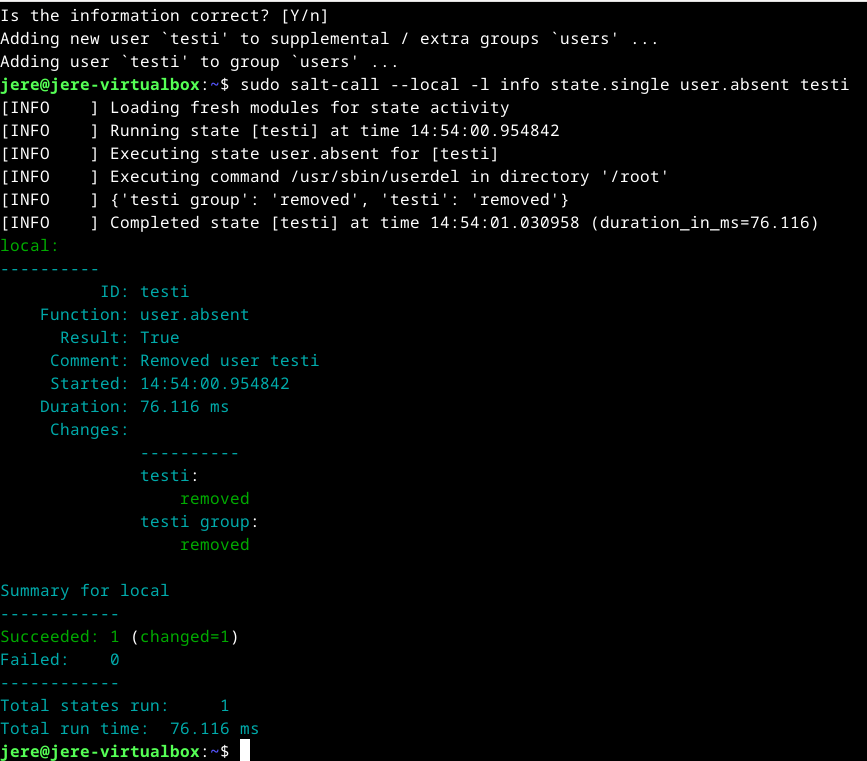 Is the information correct? [Y/n]
Adding new user `testi' to supplemental / extra groups `users' ...
Adding user `testi' to group `users' ...
jere@jere-virtualbox:~$ sudo salt-call --local -l info state.single user.absent testi
[INFO    ] Loading fresh modules for state activity
[INFO    ] Running state [testi] at time 14:54:00.954842
[INFO    ] Executing state user.absent for [testi]
[INFO    ] Executing command /usr/sbin/userdel in directory '/root'
[INFO    ] {'testi group': 'removed', 'testi': 'removed'}
[INFO    ] Completed state [testi] at time 14:54:01.030958 (duration_in_ms=76.116)
local:
----------
          ID: testi
    Function: user.absent
      Result: True
     Comment: Removed user testi
     Started: 14:54:00.954842
    Duration: 76.116 ms
     Changes:
              ----------
              testi:
                  removed
              testi group:
                  removed

Summary for local
------------
Succeeded: 1 (changed=1)
Failed:    0
------------
Total states run:     1
Total run time:  76.116 ms
jere@jere-virtualbox:~$